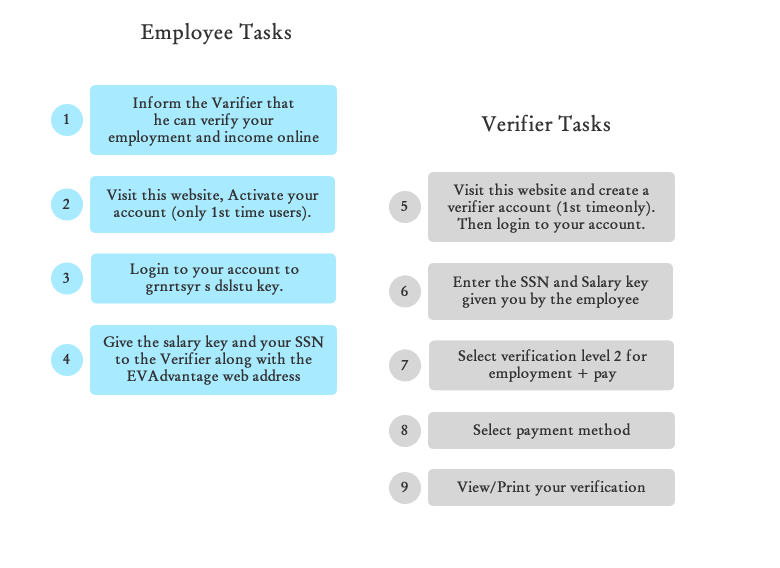 Employee Tasks
1
Inform the Varifier that
he can verify your
employment and income online
2
Visit this website, Activate your
account (only 1st time users).
3
Login to your account to
grnrtsyr s dslstu key.
4
Give the salary key and your SSN
to the Verifier along with the
EVAdvantage web address
Verifier Tasks
5
Visit this website and create a
verifier account (1st timeonly).
Then login to your account.
6
Enter the SSN and Salary key
given you by the employee
7
Select verification level 2 for
employment + pay
8
Select payment method
9
View/Print your verification